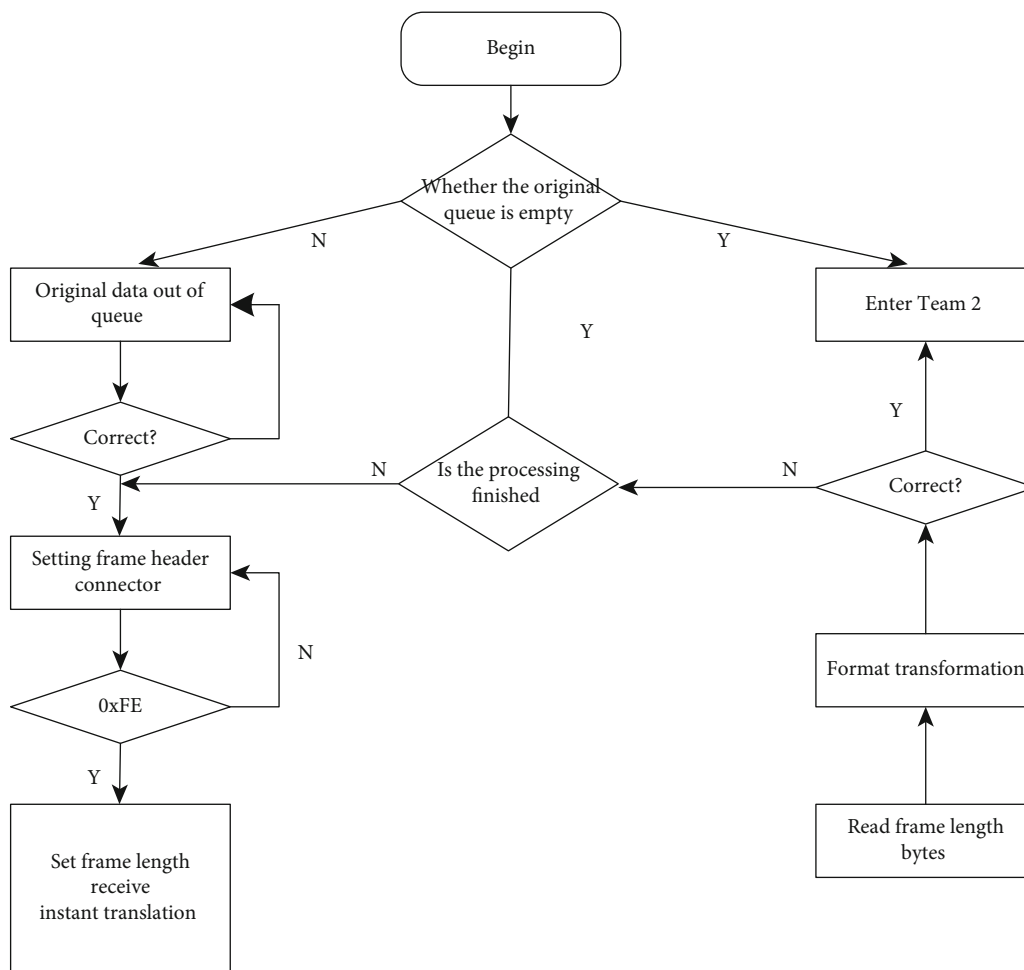 Begin
Whether the original
queue is empty
N
Y
Original data out of
queue
Enter Team 2
Y
Y
Correct?
N
Is the processing
finished
N
Correct?
Y
Setting frame header
connector
N
Format transformation
0xFE
Y
Read frame length
bytes
Set frame length
receive
instant translation